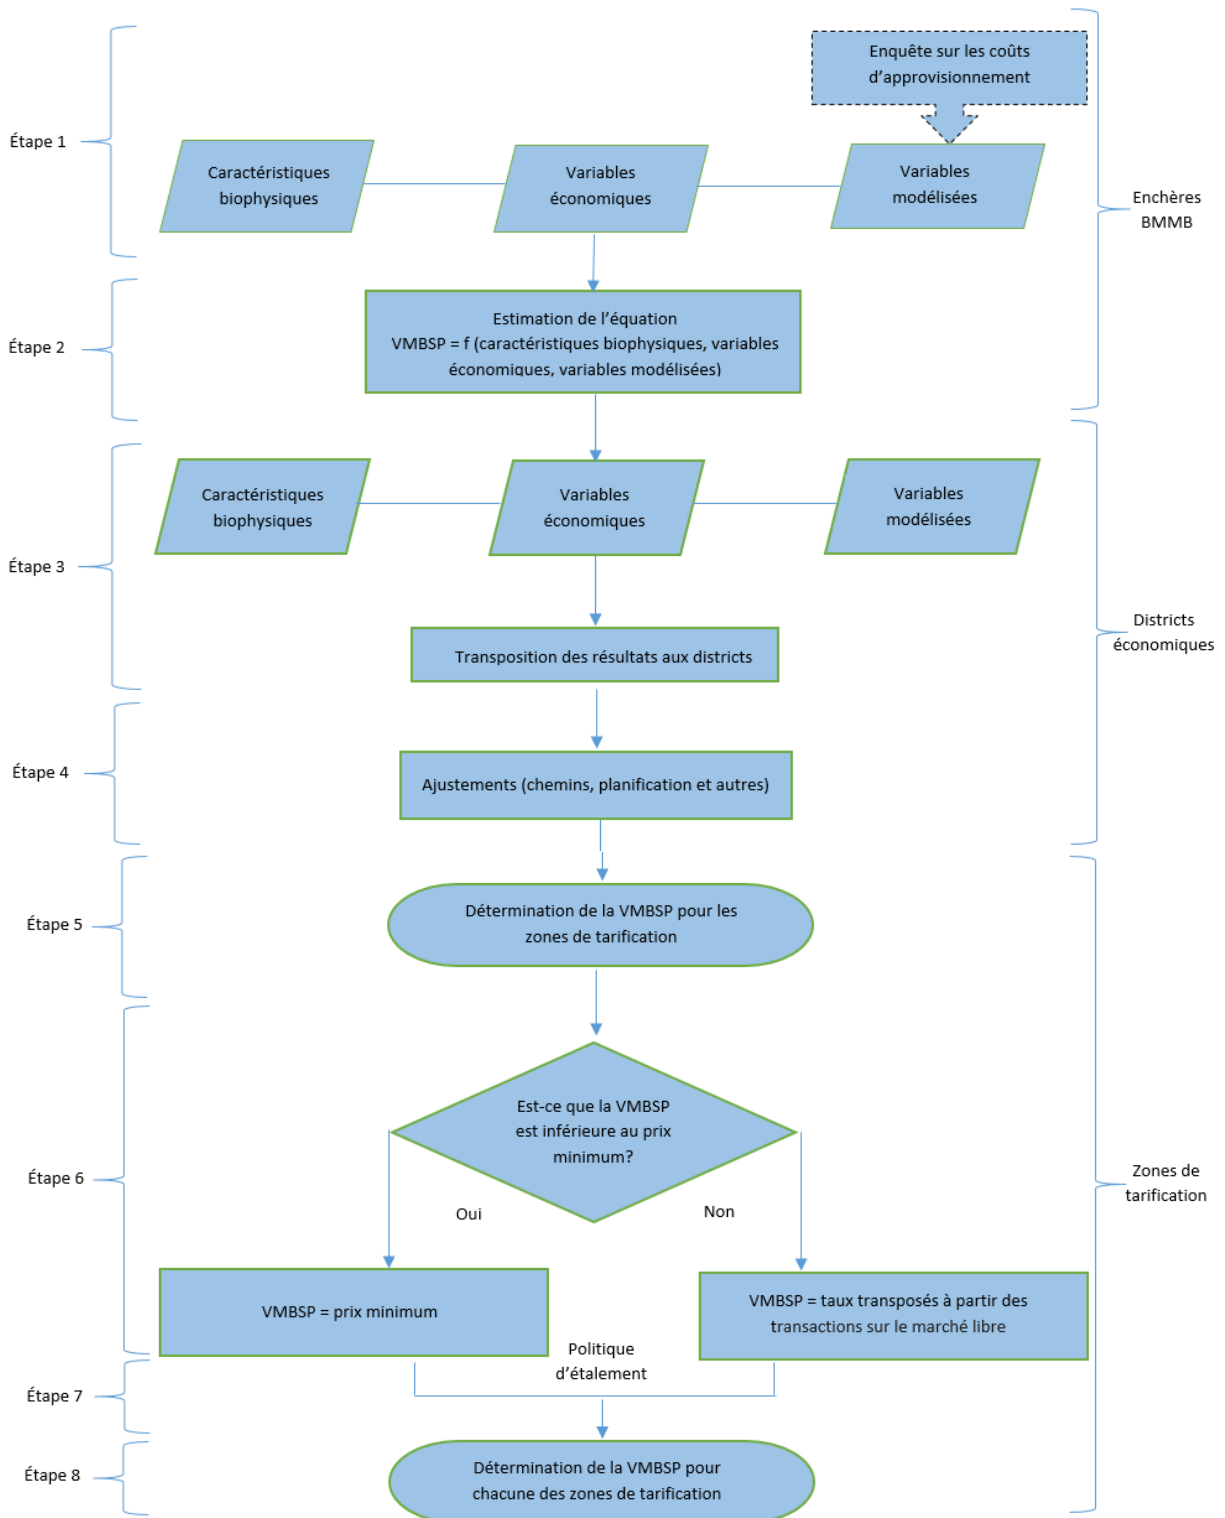 Enquête sur les coûts
d'approvisionnement
Étape 1
Caractéristiques
biophysiques
Variables
économiques
Variables
modélisées
Enchères
BMMB
Étape 2
Estimation de l'équation
VMBSP = f (caractéristiques biophysiques, variables
économiques, variables modélisées)
Étape 3
Caractéristiques
biophysiques
Variables
économiques
Variables
modélisées
Transposition des résultats aux districts
Districts
économiques
Étape 4
Ajustements (chemins, planification et autres)
Étape 5
Détermination de la VMBSP pour les
zones de tarification
Étape 6
Est-ce que la VMBSP
est inférieure au prix
minimum?
Oui
Non
Zones de
tarification
VMBSP = prix minimum
VMBSP = taux transposés à partir des
transactions sur le marché libre
Étape 7
Politique
d'étalement
Étape 8
Détermination de la VMBSP pour
chacune des zones de tarification